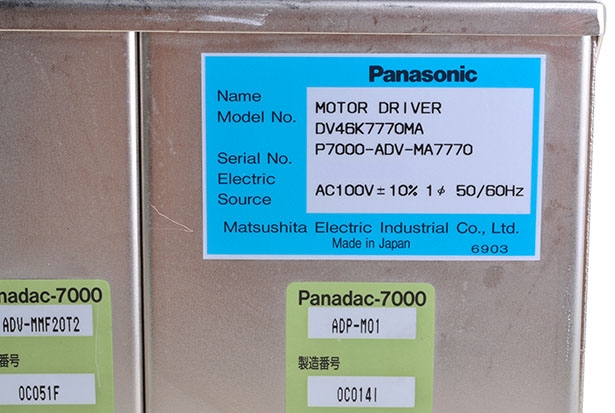 Panasonic
Name MOTOR DRIVER
Model No. DV46K7770MA
P7000-ADV-MA7770
Serial No.
Electric Source AC100V±10% 1φ 50/60Hz
Matsushita Electric Industrial Co., Ltd.
Made in Japan 6903
nadac-7000
ADV-MMF20T2
番号
0C051F
Panadac-7000
ADP-M01
製造番号
0C014I